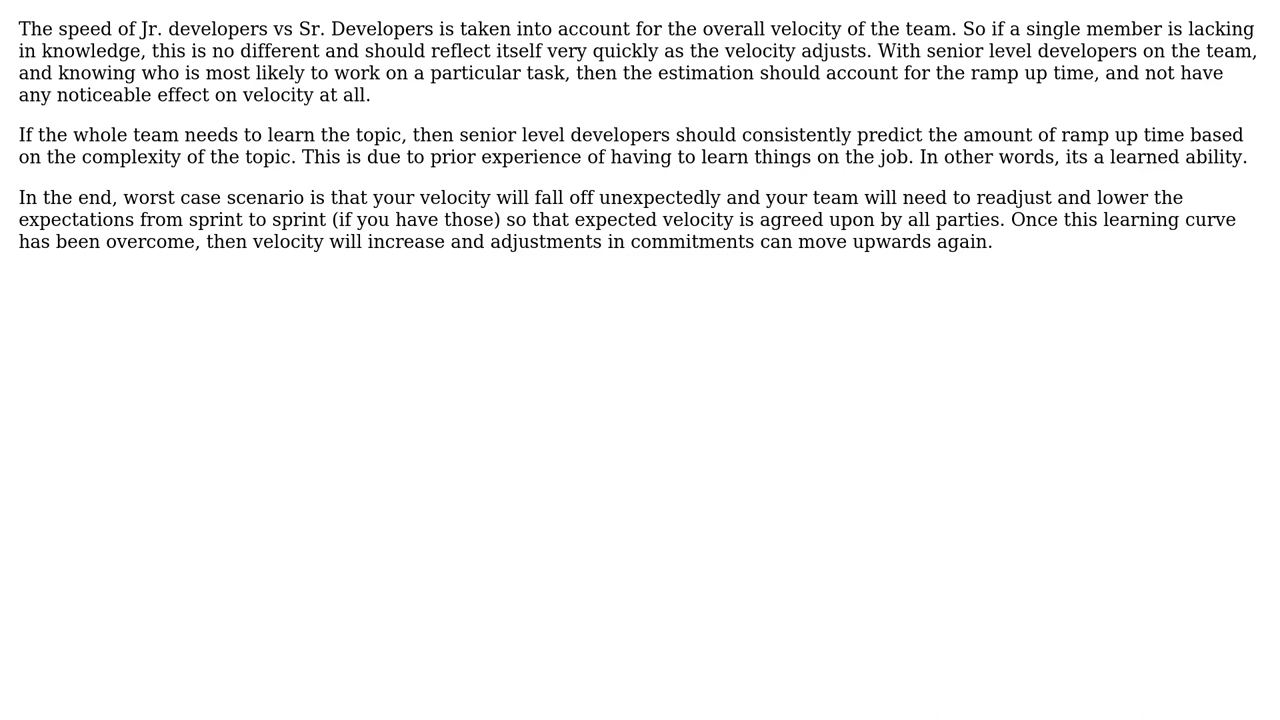 The speed of Jr. developers vs Sr. Developers is taken into account for the overall velocity of the team. So if a single member is lacking
in knowledge, this is no different and should reflect itself very quickly as the velocity adjusts. With senior level developers on the team,
and knowing who is most likely to work on a particular task, then the estimation should account for the ramp up time, and not have
any noticeable effect on velocity at all.
If the whole team needs to learn the topic, then senior level developers should consistently predict the amount of ramp up time based
on the complexity of the topic. This is due to prior experience of having to learn things on the job. In other words, its a learned ability.
In the end, worst case scenario is that your velocity will fall off unexpectedly and your team will need to readjust and lower the
expectations from sprint to sprint (if you have those) so that expected velocity is agreed upon by all parties. Once this learning curve
has been overcome, then velocity will increase and adjustments in commitments can move upwards again.